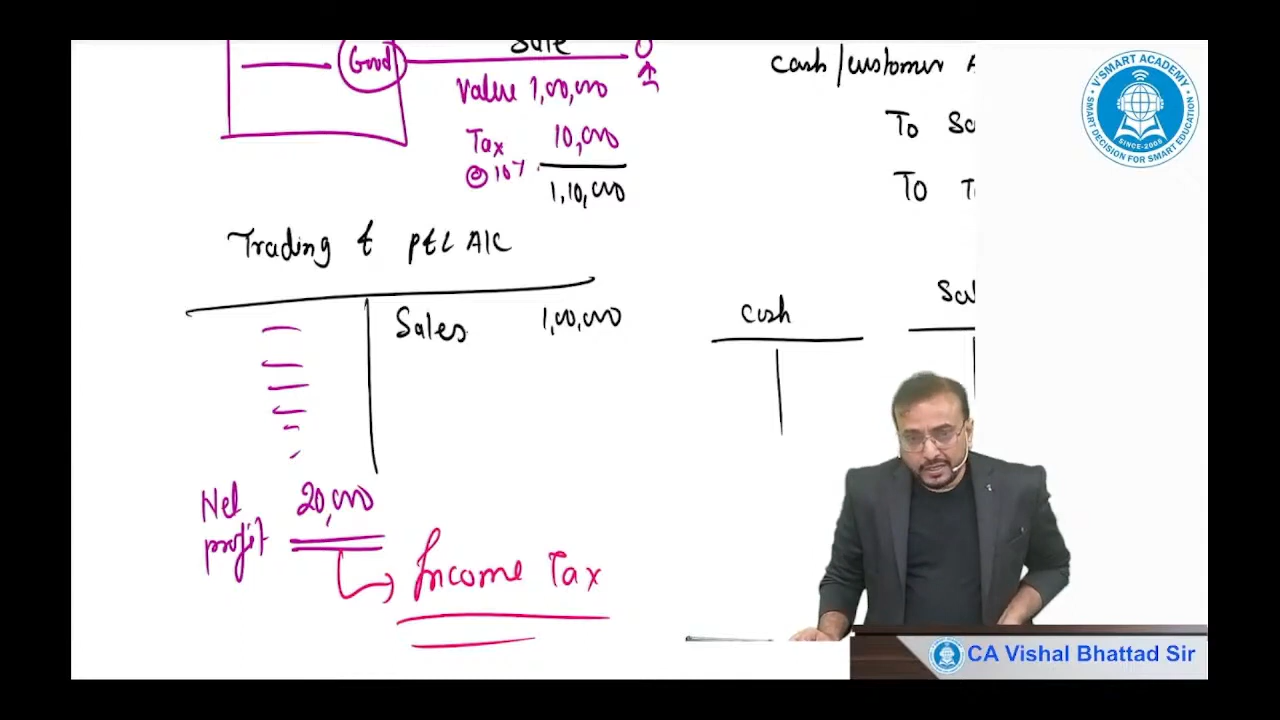 Sale
Good
Value 1,00,000
Tax 10,000
@ 10%
1,10,000
cash/customer A
To Sa
To T
Trading & P&L A/C
Sales 1,00,000
cash
Sal
Net profit 20,000
Income Tax
V'SMART ACADEMY
SINCE-2008
SMART DECISION FOR SMART EDUCATION
CA Vishal Bhattad Sir